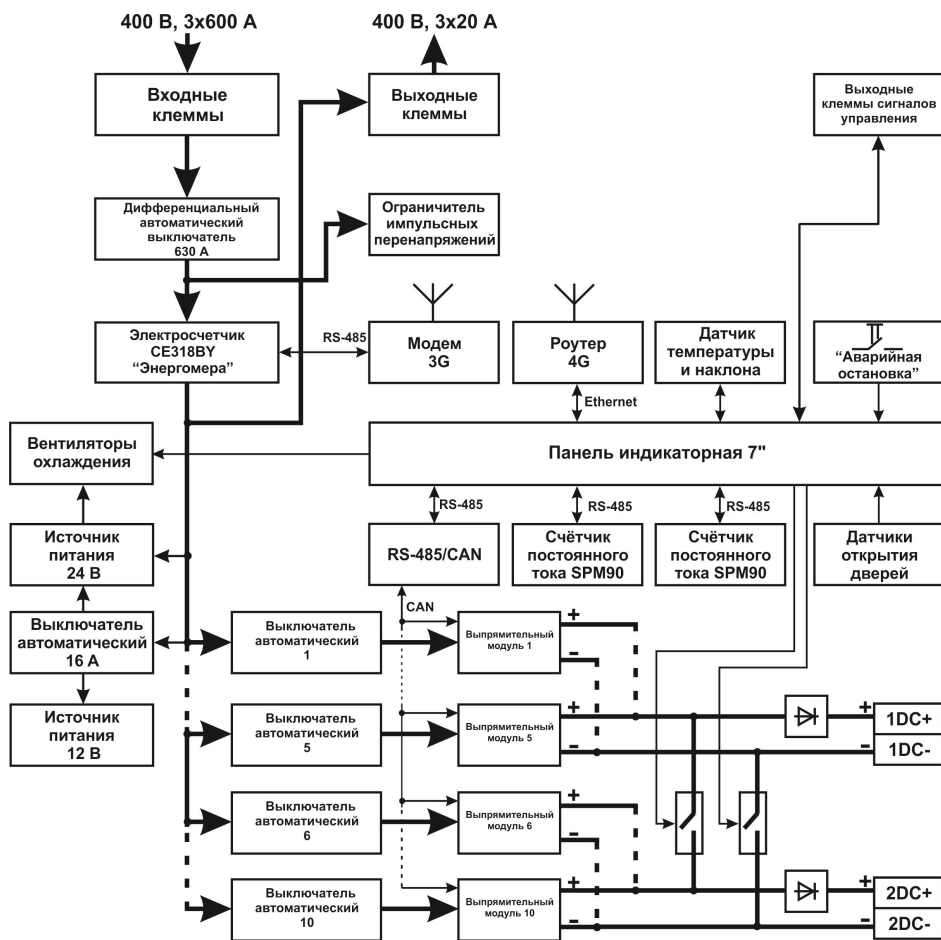 400 В, 3x600 А
400 В, 3x20 А
Входные
клеммы
Выходные
клеммы
Выходные
клеммы сигналов
управления
Дифференциальный
автоматический
выключатель
630 А
Ограничитель
импульсных
перенапряжений
Электросчетчик
СЕ318BY
“Энергомера”
RS-485
Модем
3G
Роутер
4G
Датчик
температуры
и наклона
“Аварийная
остановка”
Ethernet
Вентиляторы
охлаждения
Панель индикаторная 7"
RS-485
RS-485
RS-485
Источник
питания
24 В
RS-485/CAN
Счётчик
постоянного
тока SPM90
Счётчик
постоянного
тока SPM90
Датчики
открытия
дверей
CAN
Выключатель
автоматический
16 А
Выключатель
автоматический
1
Выпрямительный
модуль 1
+
-
Источник
питания
12 В
Выключатель
автоматический
5
Выпрямительный
модуль 5
+
-
+
-
1DC+
1DC-
Выключатель
автоматический
6
Выпрямительный
модуль 6
+
-
Выключатель
автоматический
10
Выпрямительный
модуль 10
+
-
+
-
2DC+
2DC-